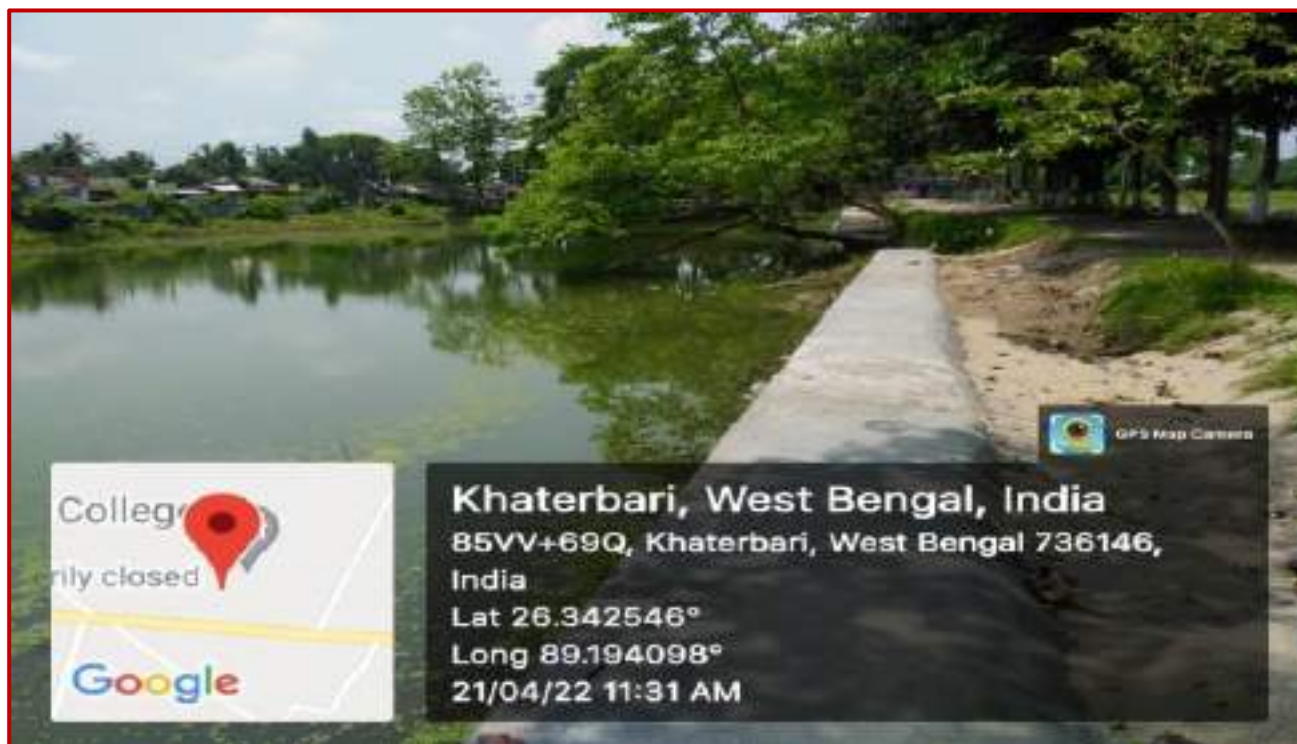 GPS Map Camera
Khaterbari, West Bengal, India
85VV+69Q, Khaterbari, West Bengal 736146,
India
Lat 26.342546°
Long 89.194098°
21/04/22 11:31 AM
Colleg
rily closed
Google